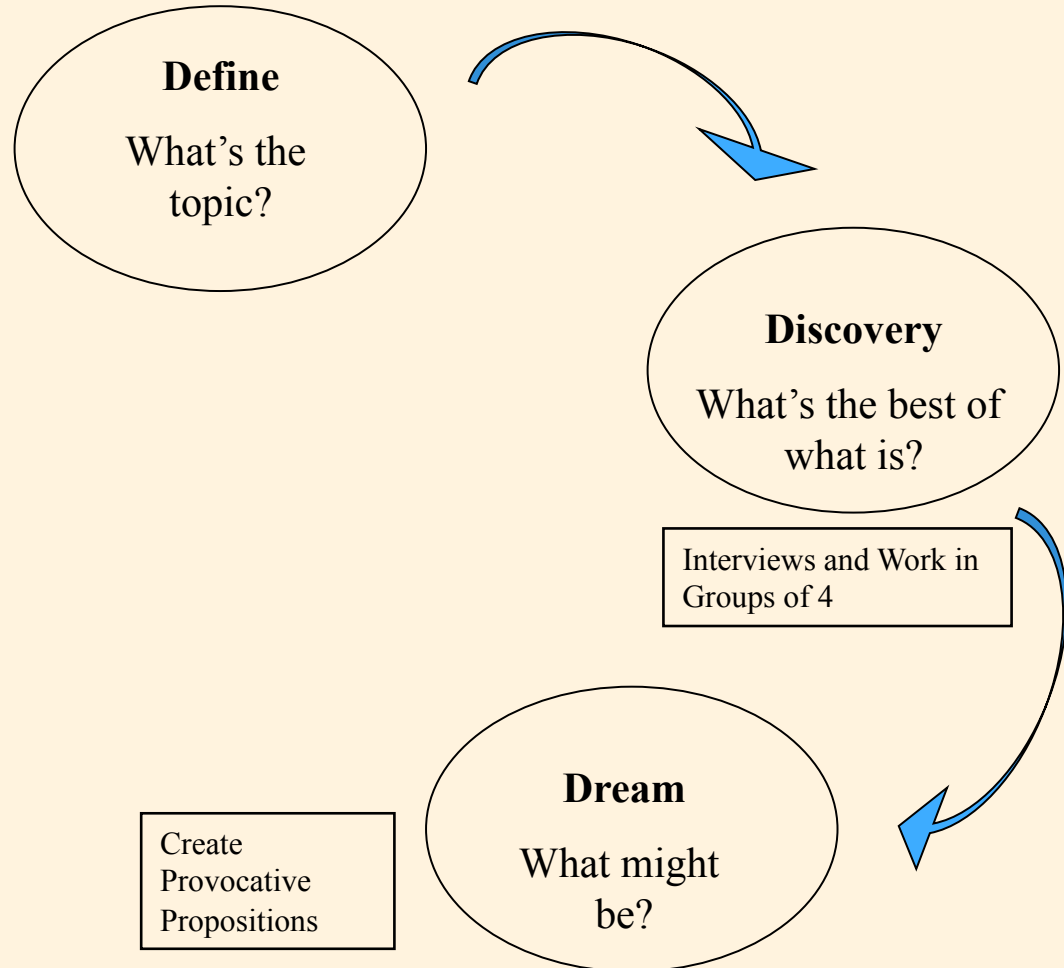 Define
What’s the
topic?
Discovery
What’s the best of
what is?
Interviews and Work in
Groups of 4
Dream
What might
be?
Create
Provocative
Propositions